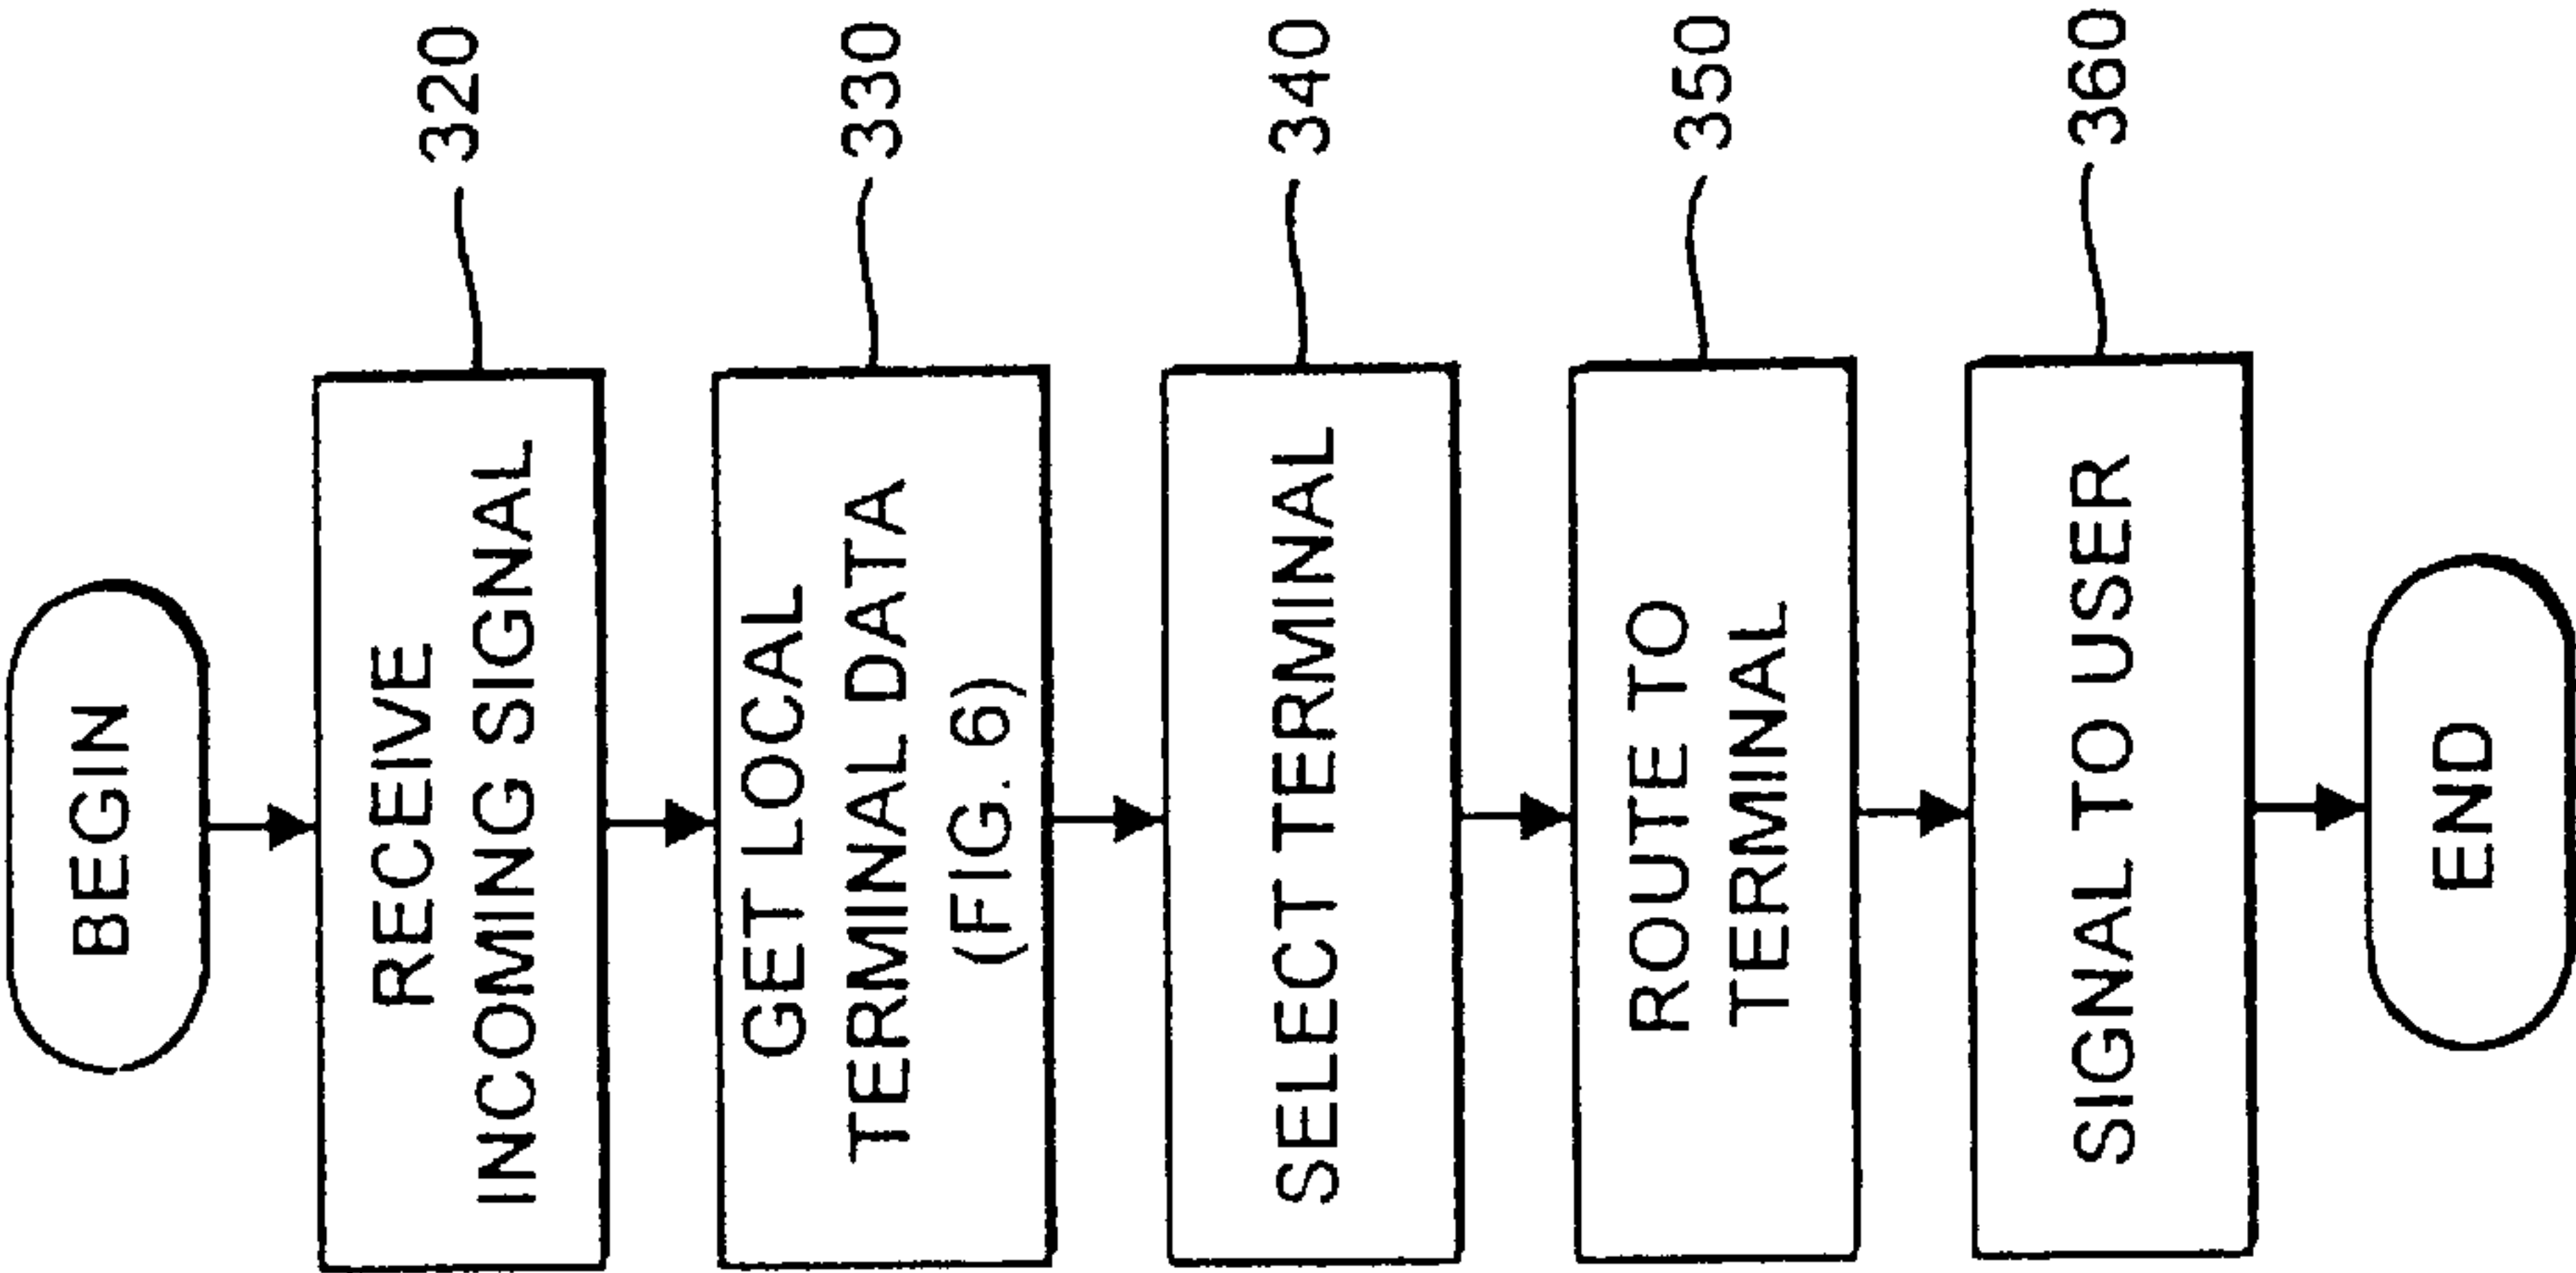 BEGIN
RECEIVE
INCOMING SIGNAL
320
GET LOCAL
TERMINAL DATA
(FIG. 6)
330
SELECT TERMINAL
340
ROUTE TO
TERMINAL
350
SIGNAL TO USER
360
END